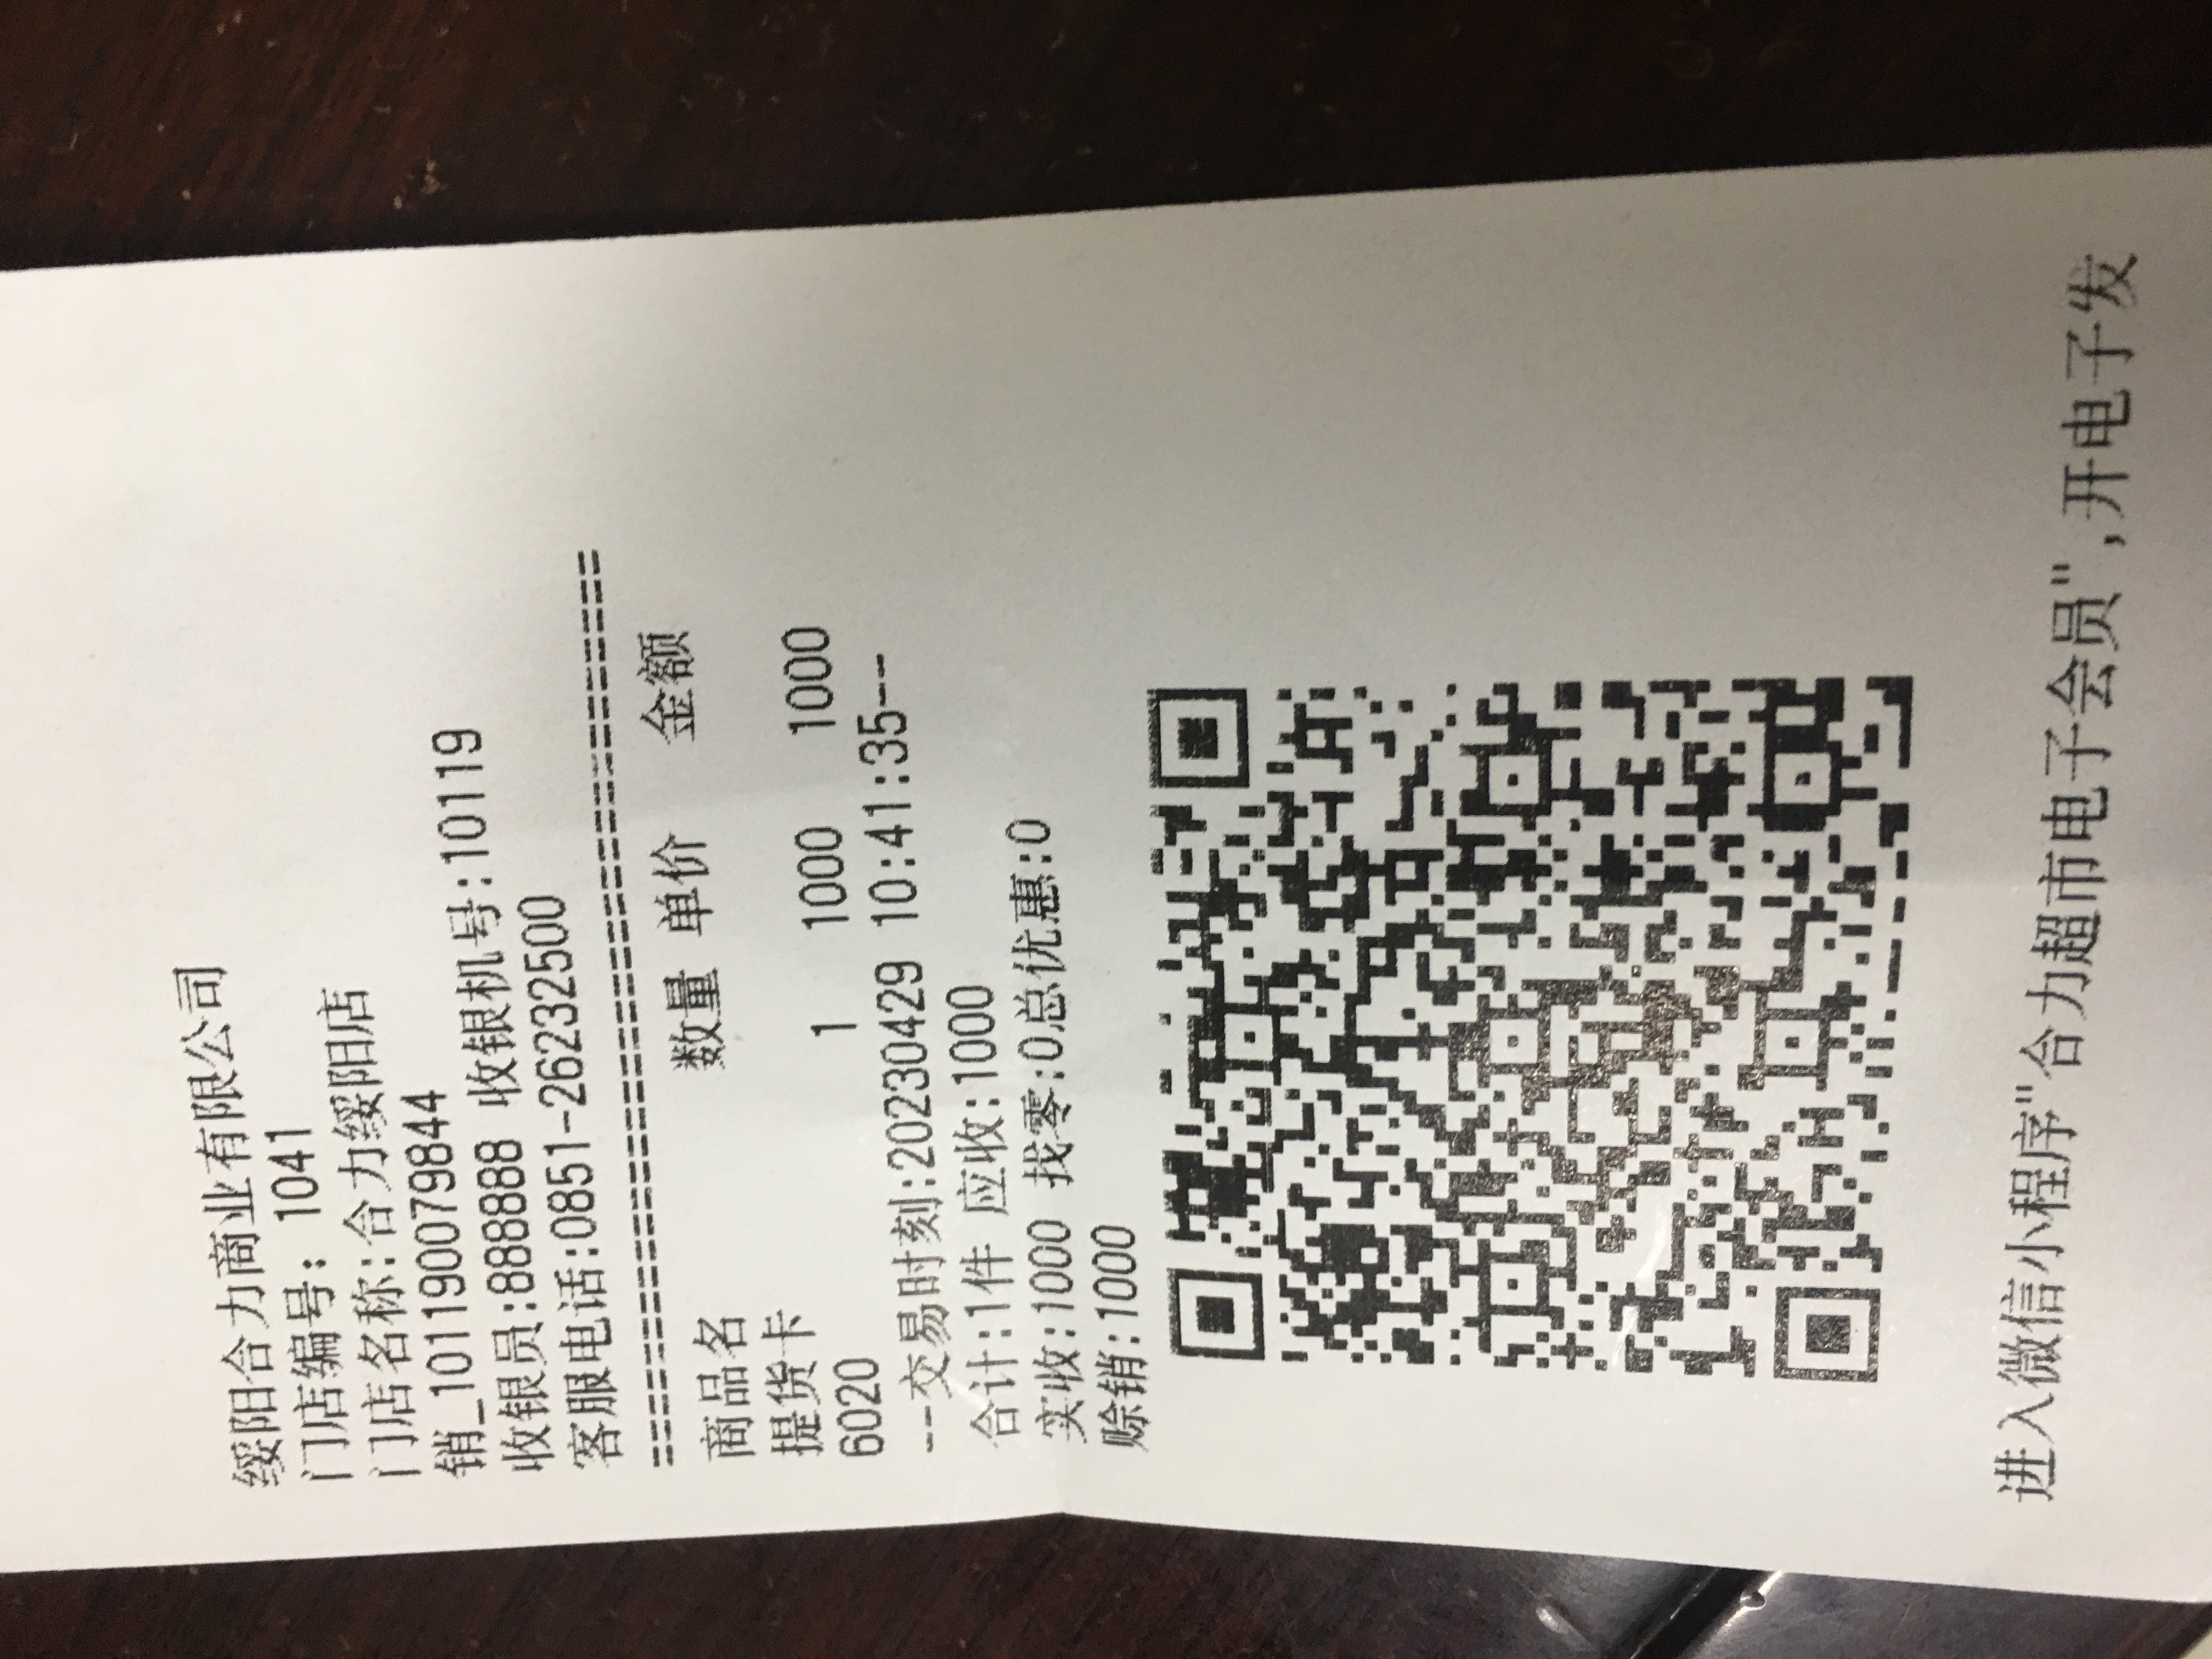 绥阳合力商业有限公司
门店编号: 1041
门店名称:合力绥阳店
销_1011900079844
收银员:888888 收银机号:10119
客服电话:0851-26232500
================================
商品名 数量 单价 金额
提货卡
6020 1 1000 1000
--交易时刻:20230429 10:41:35--
合计:1件 应收:1000
实收:1000 找零:0总优惠:0
赊销:1000
进入微信小程序"合力超市电子会员",开电子发